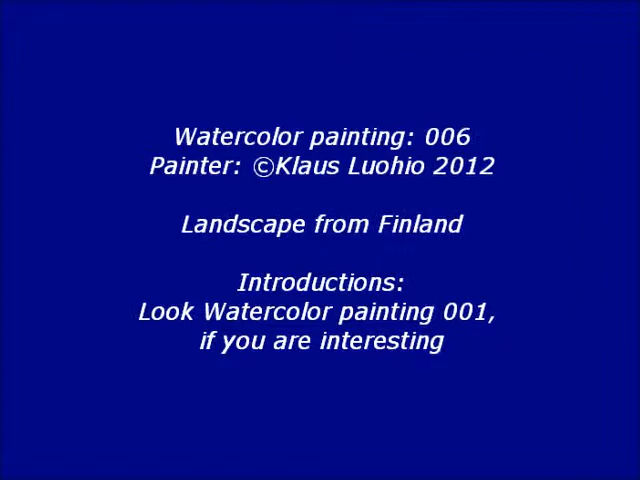 Watercolor painting: 006
Painter: ©Klaus Luohio 2012
Landscape from Finland
Introductions:
Look Watercolor painting 001,
if you are interesting